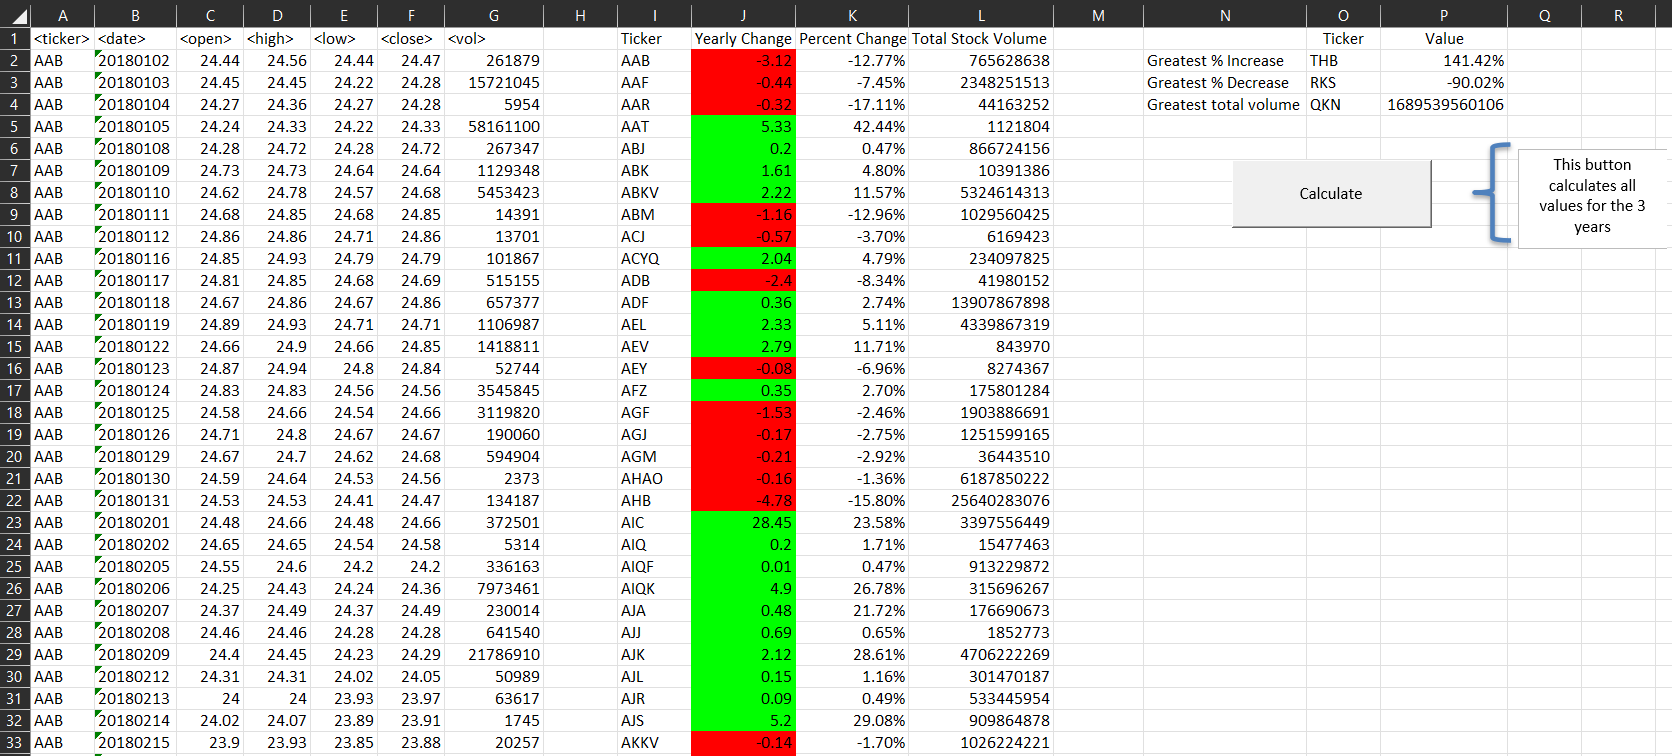 A B C D E F G H I J K L M N O P Q R
1 <ticker> <date> <open> <high> <low> <close> <vol> Ticker Yearly Change Percent Change Total Stock Volume Ticker Value
2 AAB 20180102 24.44 24.56 24.44 24.47 261879 AAB -3.12 -12.77% 765628638 Greatest % Increase THB 141.42%
3 AAB 20180103 24.45 24.45 24.22 24.28 15721045 AAF -0.44 -7.45% 2348251513 Greatest % Decrease RKS -90.02%
4 AAB 20180104 24.27 24.36 24.27 24.28 5954 AAR -0.32 -17.11% 44163252 Greatest total volume QKN 1689539560106
5 AAB 20180105 24.24 24.33 24.22 24.33 58161100 AAT 5.33 42.44% 1121804
6 AAB 20180108 24.28 24.72 24.28 24.72 267347 ABJ 0.2 0.47% 866724156
7 AAB 20180109 24.73 24.73 24.64 24.64 1129348 ABK 1.61 4.80% 10391386
8 AAB 20180110 24.62 24.78 24.57 24.68 5453423 ABKV 2.22 11.57% 5324614313
9 AAB 20180111 24.68 24.85 24.68 24.85 14391 ABM -1.16 -12.96% 1029560425
10 AAB 20180112 24.86 24.86 24.71 24.86 13701 ACJ -0.57 -3.70% 6169423
11 AAB 20180116 24.85 24.93 24.79 24.79 101867 ACYQ 2.04 4.79% 234097825
12 AAB 20180117 24.81 24.85 24.68 24.69 515155 ADB -2.4 -8.34% 41980152
13 AAB 20180118 24.67 24.86 24.67 24.86 657377 ADF 0.36 2.74% 13907867898
14 AAB 20180119 24.89 24.93 24.71 24.71 1106987 AEL 2.33 5.11% 4339867319
15 AAB 20180122 24.66 24.9 24.66 24.85 1418811 AEV 2.79 11.71% 843970
16 AAB 20180123 24.87 24.94 24.8 24.84 52744 AEY -0.08 -6.96% 8274367
17 AAB 20180124 24.83 24.83 24.56 24.56 3545845 AFZ 0.35 2.70% 175801284
18 AAB 20180125 24.58 24.66 24.54 24.66 3119820 AGF -1.53 -2.46% 1903886691
19 AAB 20180126 24.71 24.8 24.67 24.67 190060 AGJ -0.17 -2.75% 1251599165
20 AAB 20180129 24.67 24.7 24.62 24.68 594904 AGM -0.21 -2.92% 36443510
21 AAB 20180130 24.59 24.64 24.53 24.56 2373 AHAO -0.16 -1.36% 6187850222
22 AAB 20180131 24.53 24.53 24.41 24.47 134187 AHB -4.78 -15.80% 25640283076
23 AAB 20180201 24.48 24.66 24.48 24.66 372501 AIC 28.45 23.58% 3397556449
24 AAB 20180202 24.65 24.65 24.54 24.58 5314 AIQ 0.2 1.71% 15477463
25 AAB 20180205 24.55 24.6 24.2 24.2 336163 AIQF 0.01 0.47% 913229872
26 AAB 20180206 24.25 24.43 24.24 24.36 7973461 AIQK 4.9 26.78% 315696267
27 AAB 20180207 24.37 24.49 24.37 24.49 230014 AJA 0.48 21.72% 176690673
28 AAB 20180208 24.46 24.46 24.28 24.28 641540 AJJ 0.69 0.65% 1852773
29 AAB 20180209 24.4 24.45 24.23 24.29 21786910 AJK 2.12 28.61% 4706222269
30 AAB 20180212 24.31 24.31 24.02 24.05 50989 AJL 0.15 1.16% 301470187
31 AAB 20180213 24 24 23.93 23.97 63617 AJR 0.09 0.49% 533445954
32 AAB 20180214 24.02 24.07 23.89 23.91 1745 AJS 5.2 29.08% 909864878
33 AAB 20180215 23.9 23.93 23.85 23.88 20257 AKKV -0.14 -1.70% 1026224221
Calculate
This button
calculates all
values for the 3
years